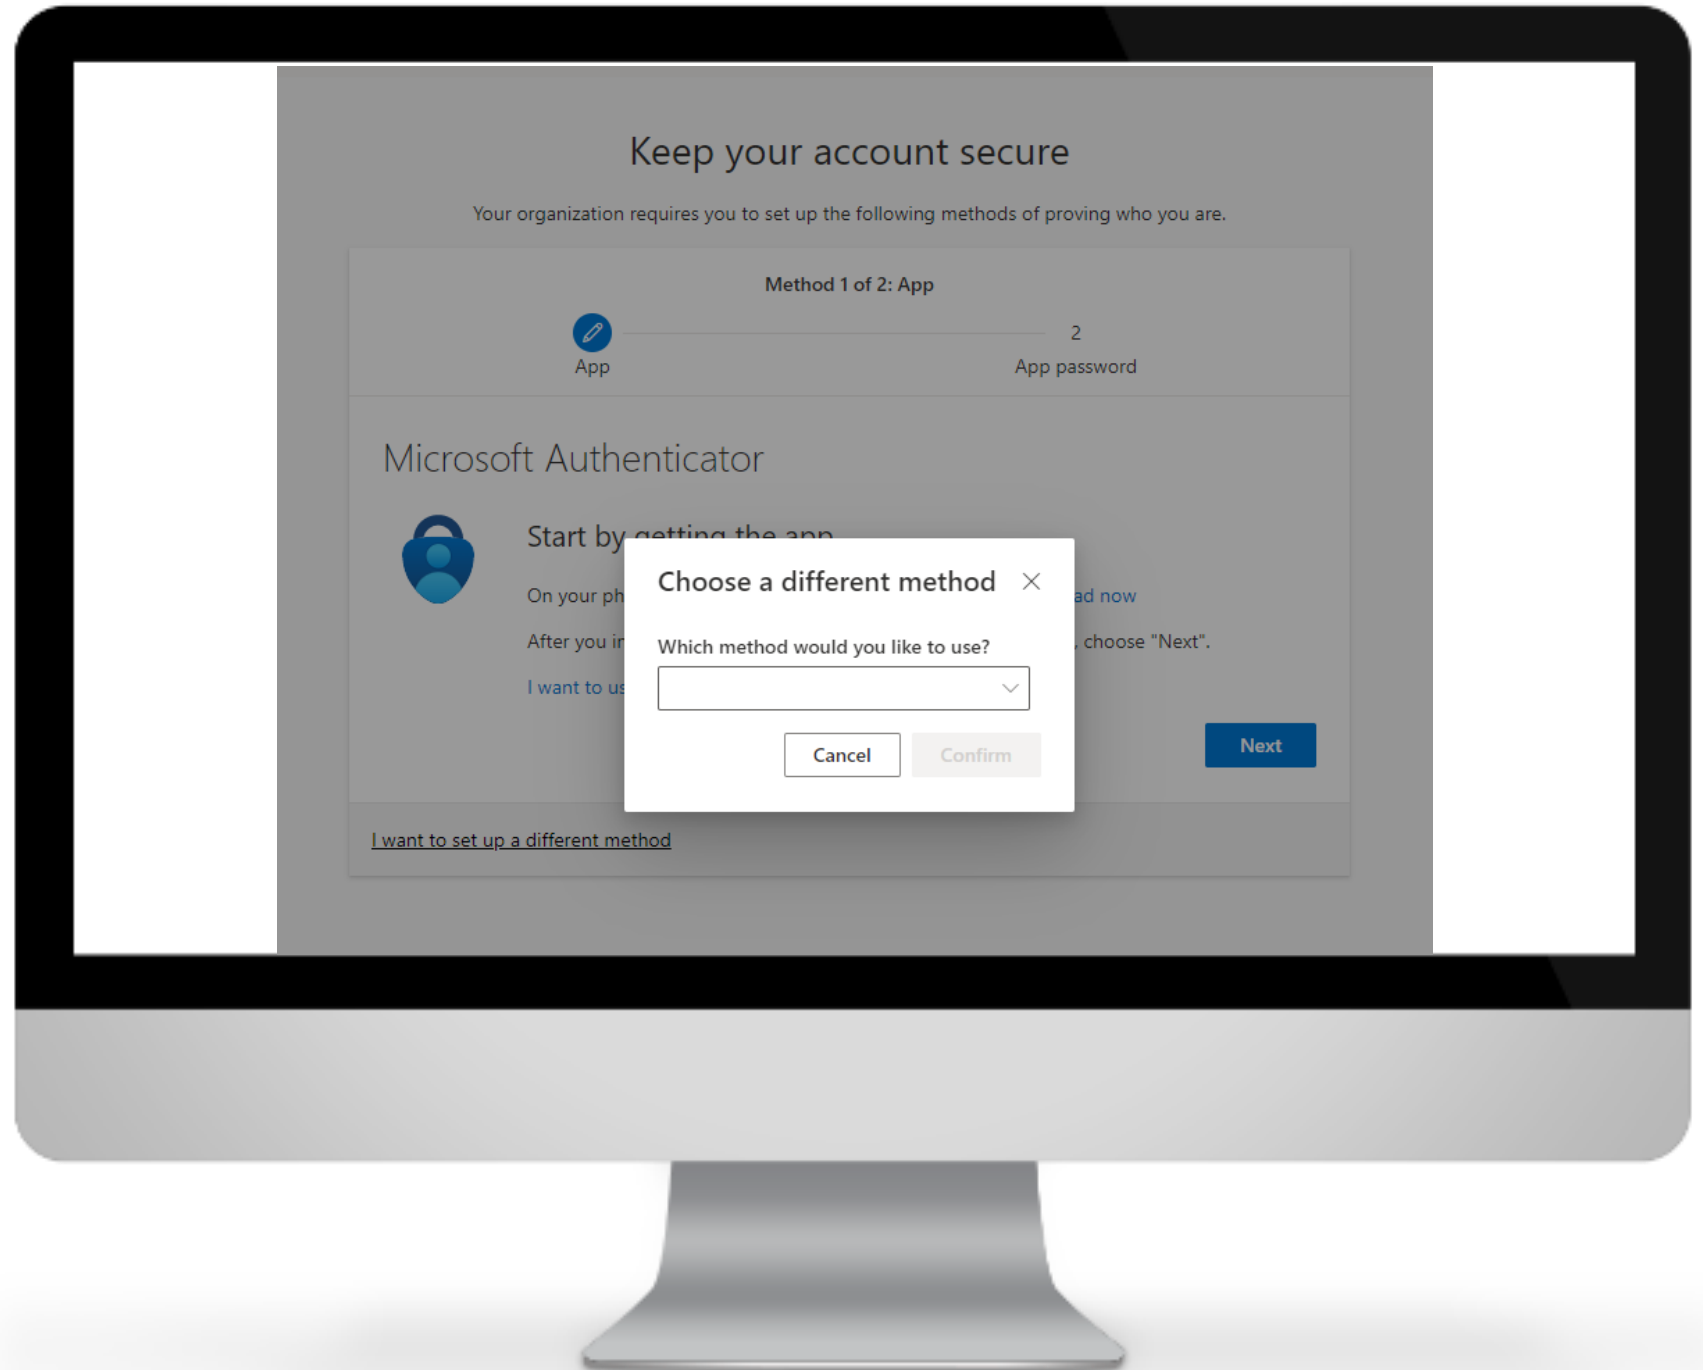 Keep your account secure
Your organization requires you to set up the following methods of proving who you are.
Method 1 of 2: App
2
App
App password
Microsoft Authenticator
Start by getting the app
On your ad now
After you , choose "Next".
I want to
Choose a different method
Which method would you like to use?
Cancel
Confirm
Next
I want to set up a different method